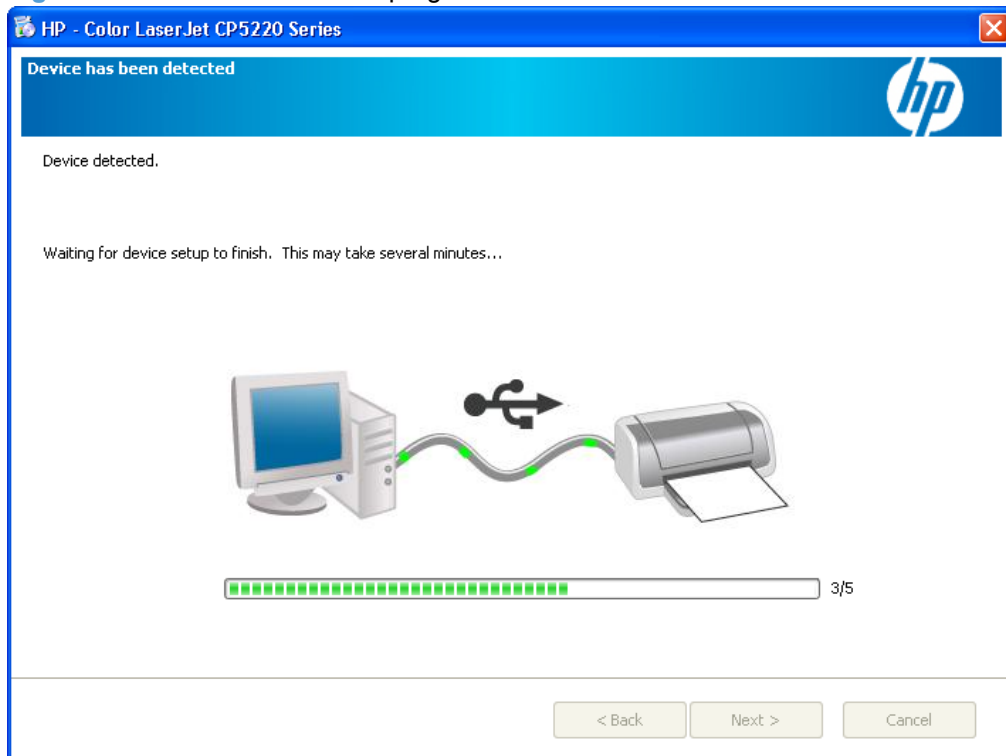 HP - Color LaserJet CP5220 Series
Device has been detected
hp
Device detected.
Waiting for device setup to finish. This may take several minutes...
3/5
< Back
Next >
Cancel